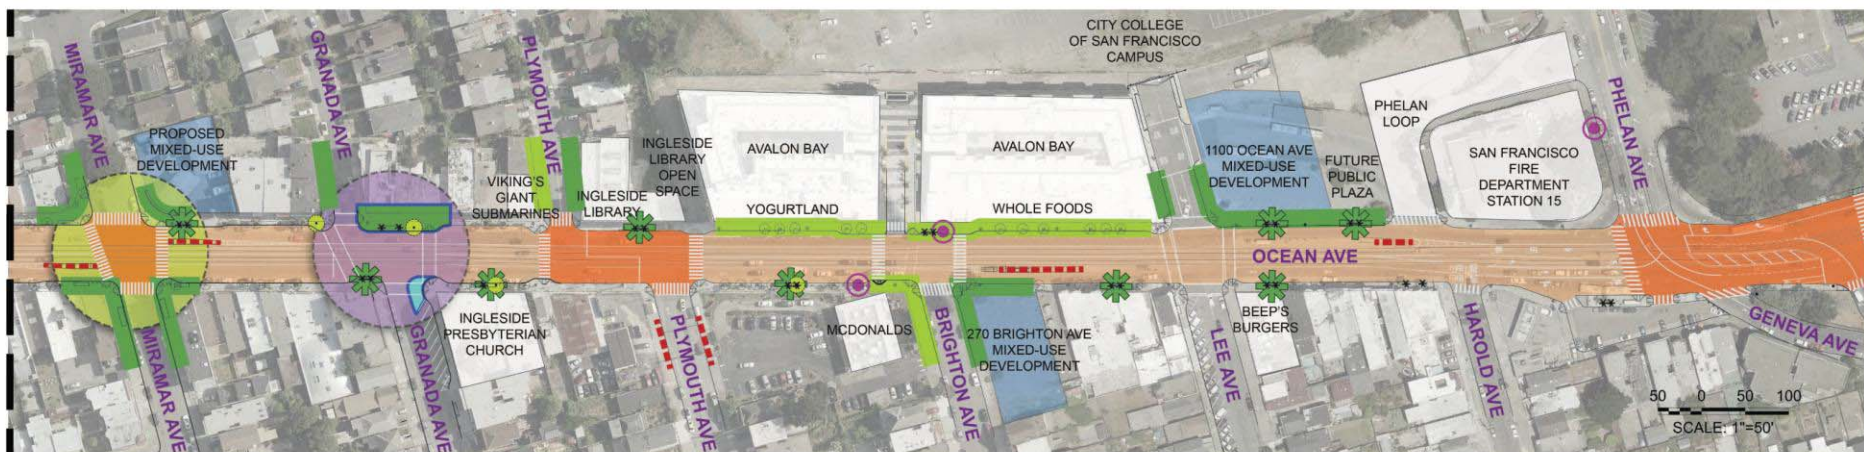 MIRAMAR AVE
GRANADA AVE
PLYMOUTH AVE
CITY COLLEGE
OF SAN FRANCISCO
CAMPUS
PHELAN AVE
PROPOSED
MIXED-USE
DEVELOPMENT
VIKING'S
GIANT
SUBMARINES
INGLESIDE
LIBRARY
INGLESIDE
LIBRARY
OPEN
SPACE
AVALON BAY
YOGURTLAND
AVALON BAY
WHOLE FOODS
1100 OCEAN AVE
MIXED-USE
DEVELOPMENT
FUTURE
PUBLIC
PLAZA
PHELAN
LOOP
SAN FRANCISCO
FIRE
DEPARTMENT
STATION 15
OCEAN AVE
MIRAMAR AVE
GRANADA AVE
INGLESIDE
PRESBYTERIAN
CHURCH
PLYMOUTH AVE
MCDONALDS
BRIGHTON AVE
270 BRIGHTON AVE
MIXED-USE
DEVELOPMENT
LEE AVE
BEEP'S
BURGERS
HAROLD AVE
GENEVA AVE
50 0 50 100
SCALE: 1"=50'